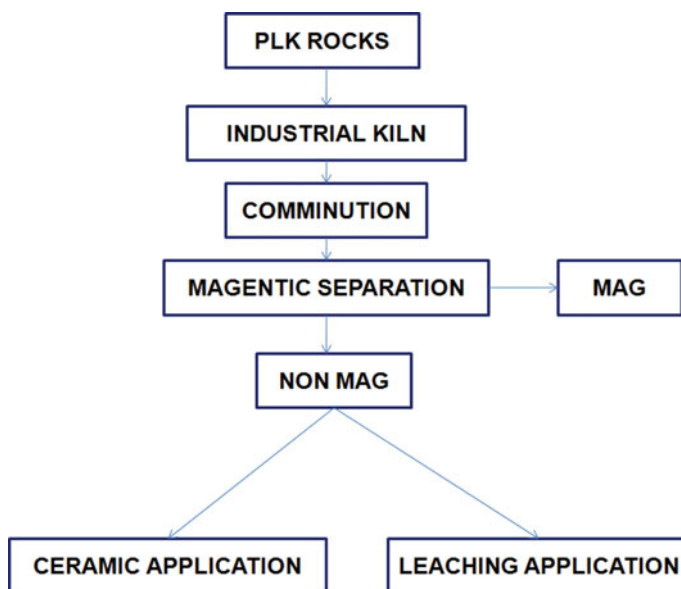 PLK ROCKS
INDUSTRIAL KILN
COMMINUTION
MAGENTIC SEPARATION
MAG
NON MAG
CERAMIC APPLICATION
LEACHING APPLICATION